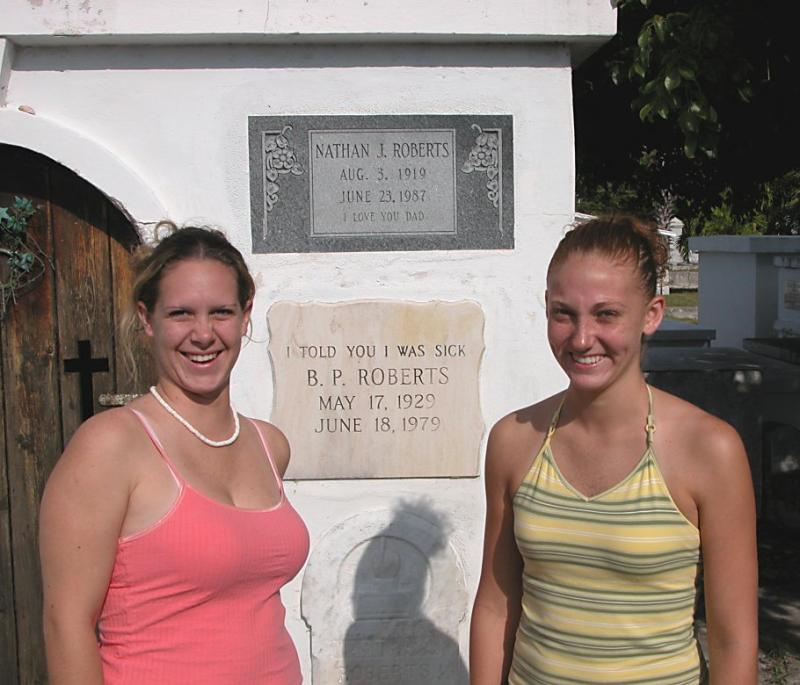 NATHAN J. ROBERTS
AUG. 3, 1919
JUNE 23, 1987
I LOVE YOU DAD
I TOLD YOU I WAS SICK
B. P. ROBERTS
MAY 17, 1929
JUNE 18, 1979
ROBERTS